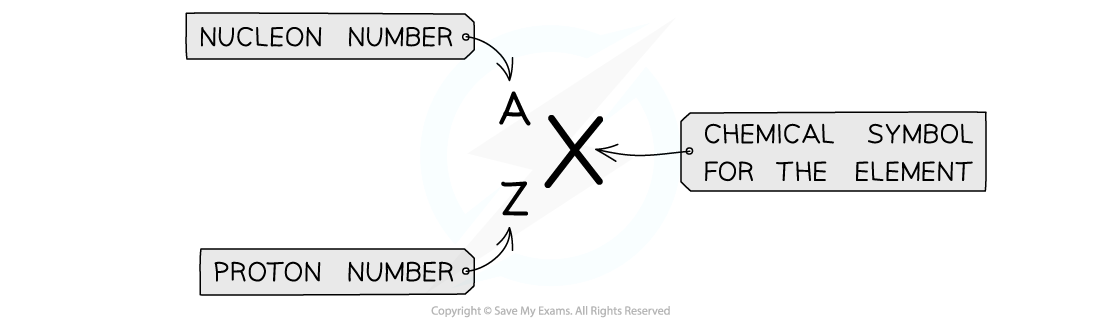 NUCLEON NUMBER
A
X
CHEMICAL SYMBOL
FOR THE ELEMENT
Z
PROTON NUMBER
Copyright © Save My Exams. All Rights Reserved